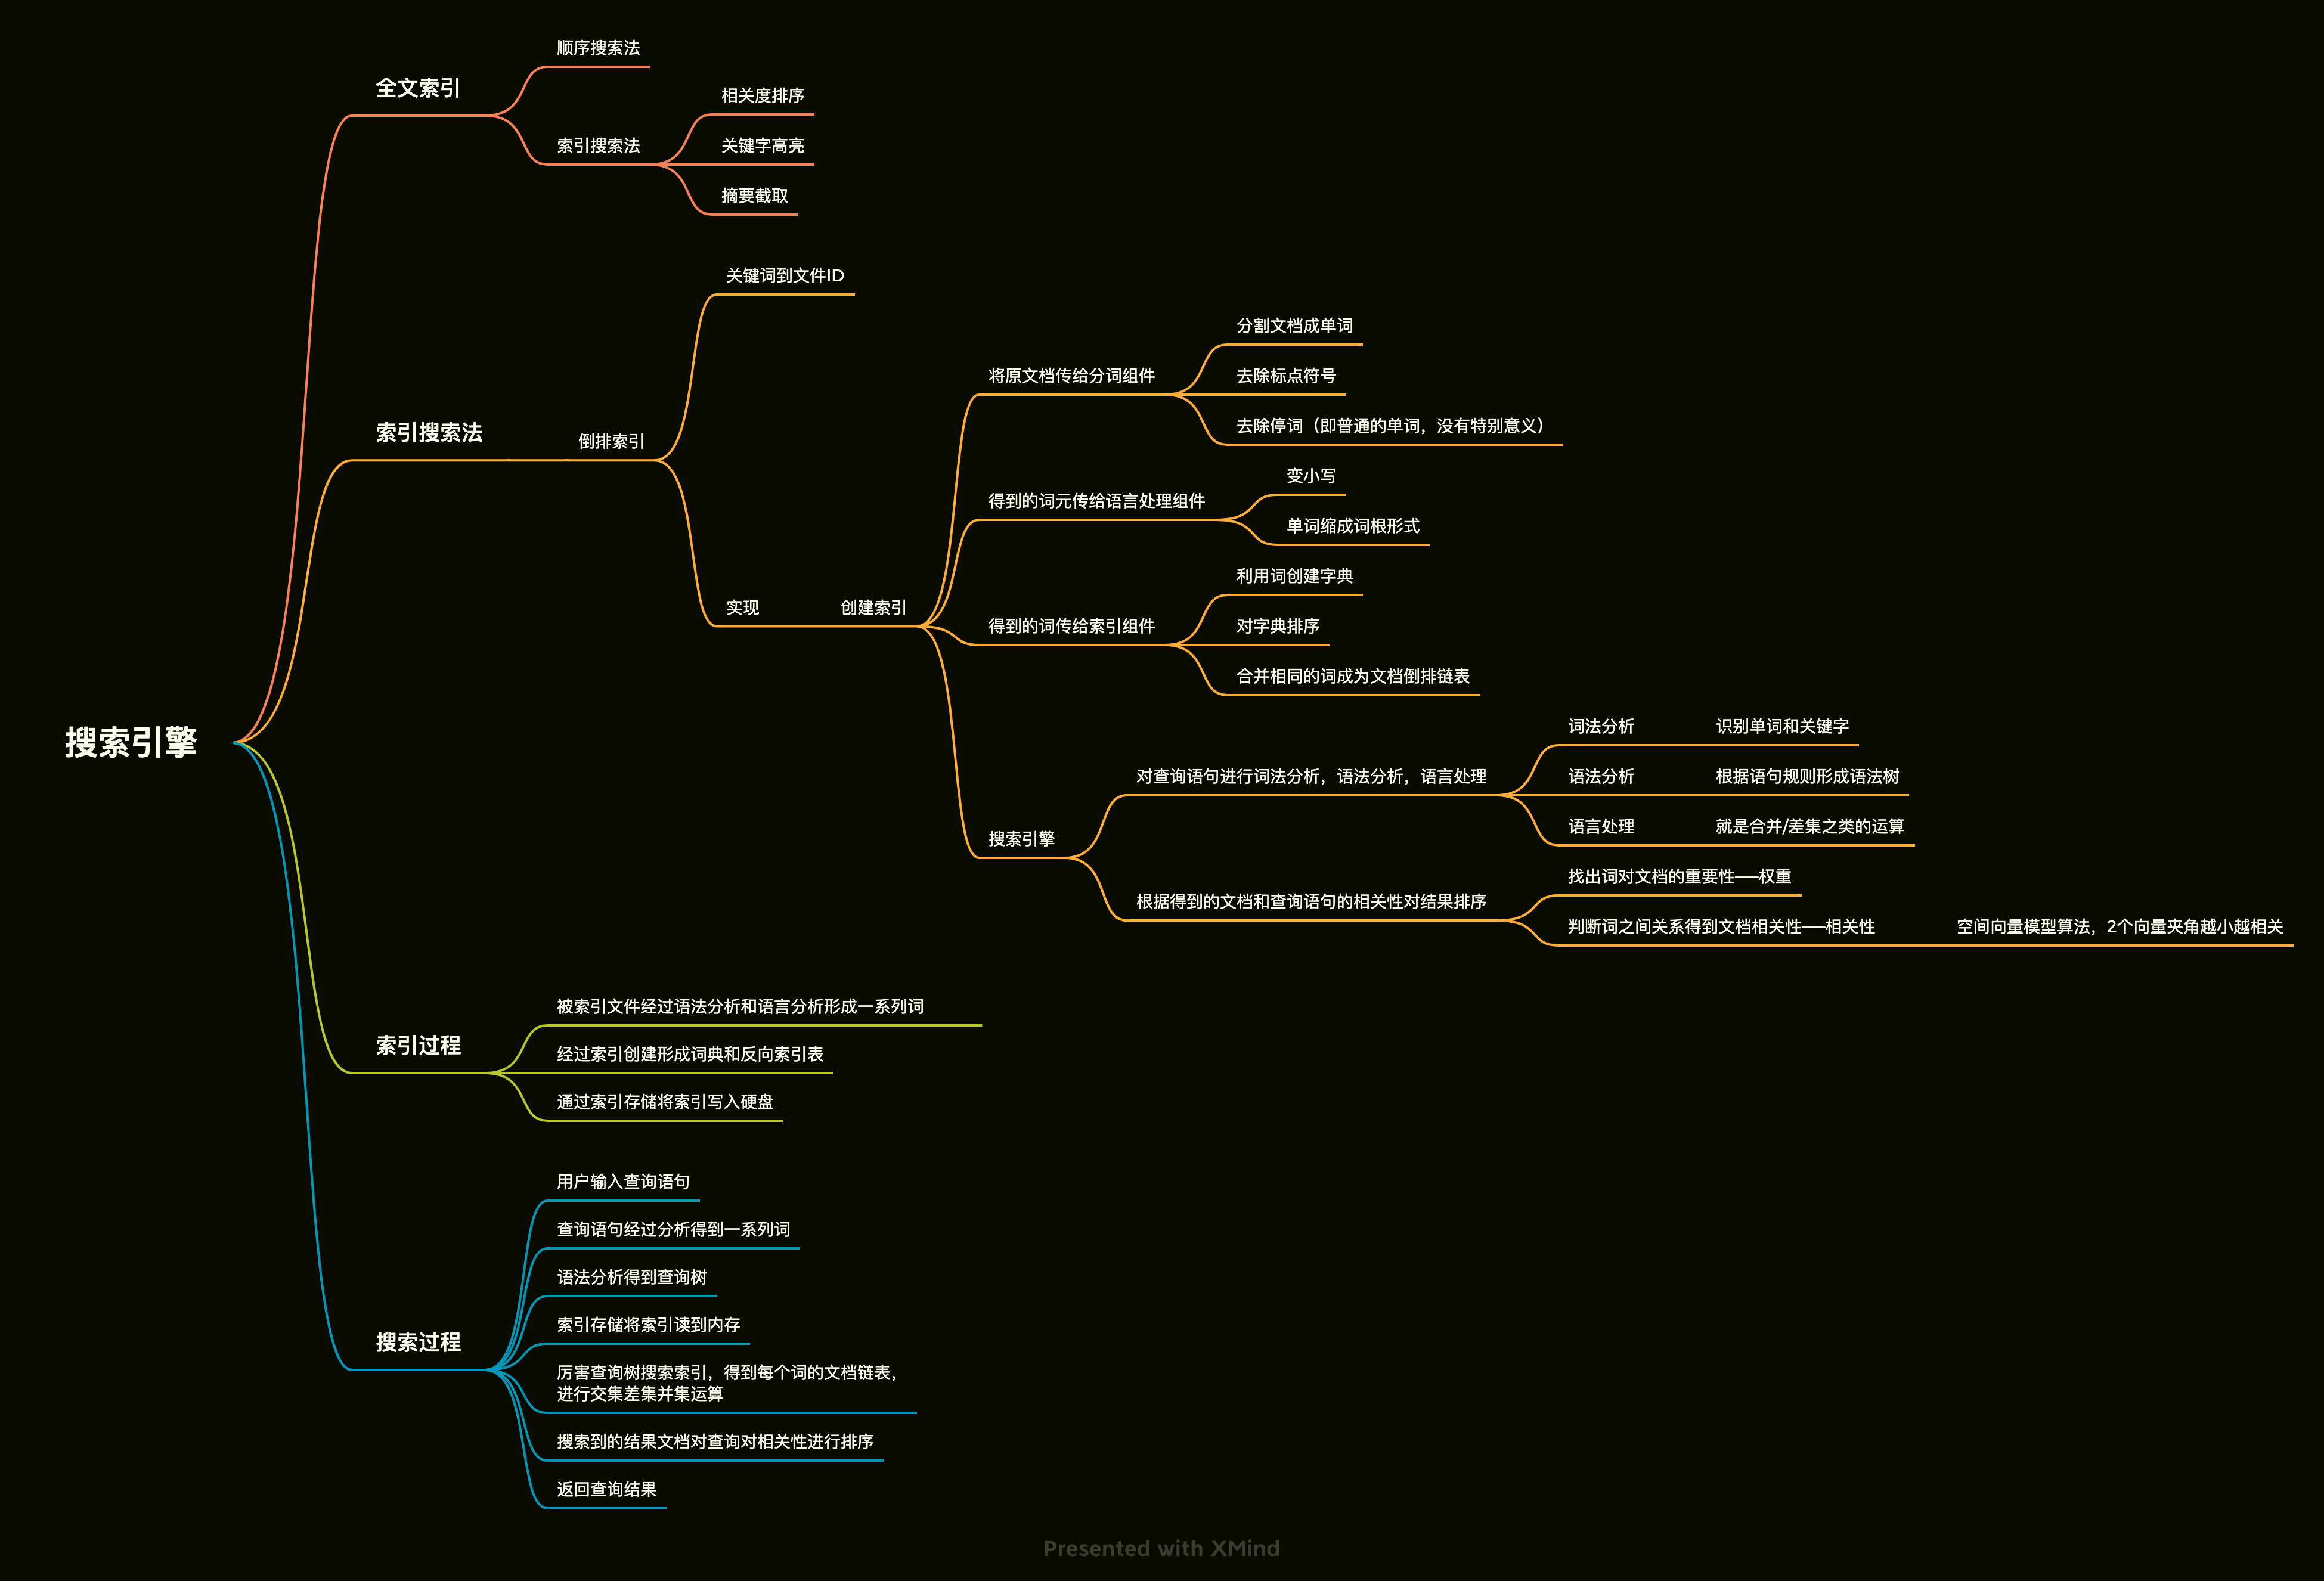 搜索引擎
全文索引
顺序搜索法
索引搜索法
相关度排序
关键字高亮
摘要截取
索引搜索法
倒排索引
关键词到文件ID
实现
创建索引
将原文档传给分词组件
分割文档成单词
去除标点符号
去除停词（即普通的单词，没有特别意义）
得到的词元传给语言处理组件
变小写
单词缩成词根形式
得到的词传给索引组件
利用词创建字典
对字典排序
合并相同的词成为文档倒排链表
搜索引擎
对查询语句进行词法分析，语法分析，语言处理
词法分析
识别单词和关键字
语法分析
根据语句规则形成语法树
语言处理
就是合并/差集之类的运算
根据得到的文档和查询语句的相关性对结果排序
找出词对文档的重要性——权重
判断词之间关系得到文档相关性——相关性
空间向量模型算法，2个向量夹角越小越相关
索引过程
被索引文件经过语法分析和语言分析形成一系列词
经过索引创建形成词典和反向索引表
通过索引存储将索引写入硬盘
搜索过程
用户输入查询语句
查询语句经过分析得到一系列词
语法分析得到查询树
索引存储将索引读到内存
厉害查询树搜索索引，得到每个词的文档链表，
进行交集差集并集运算
搜索到的结果文档对查询对相关性进行排序
返回查询结果
Presented with XMind